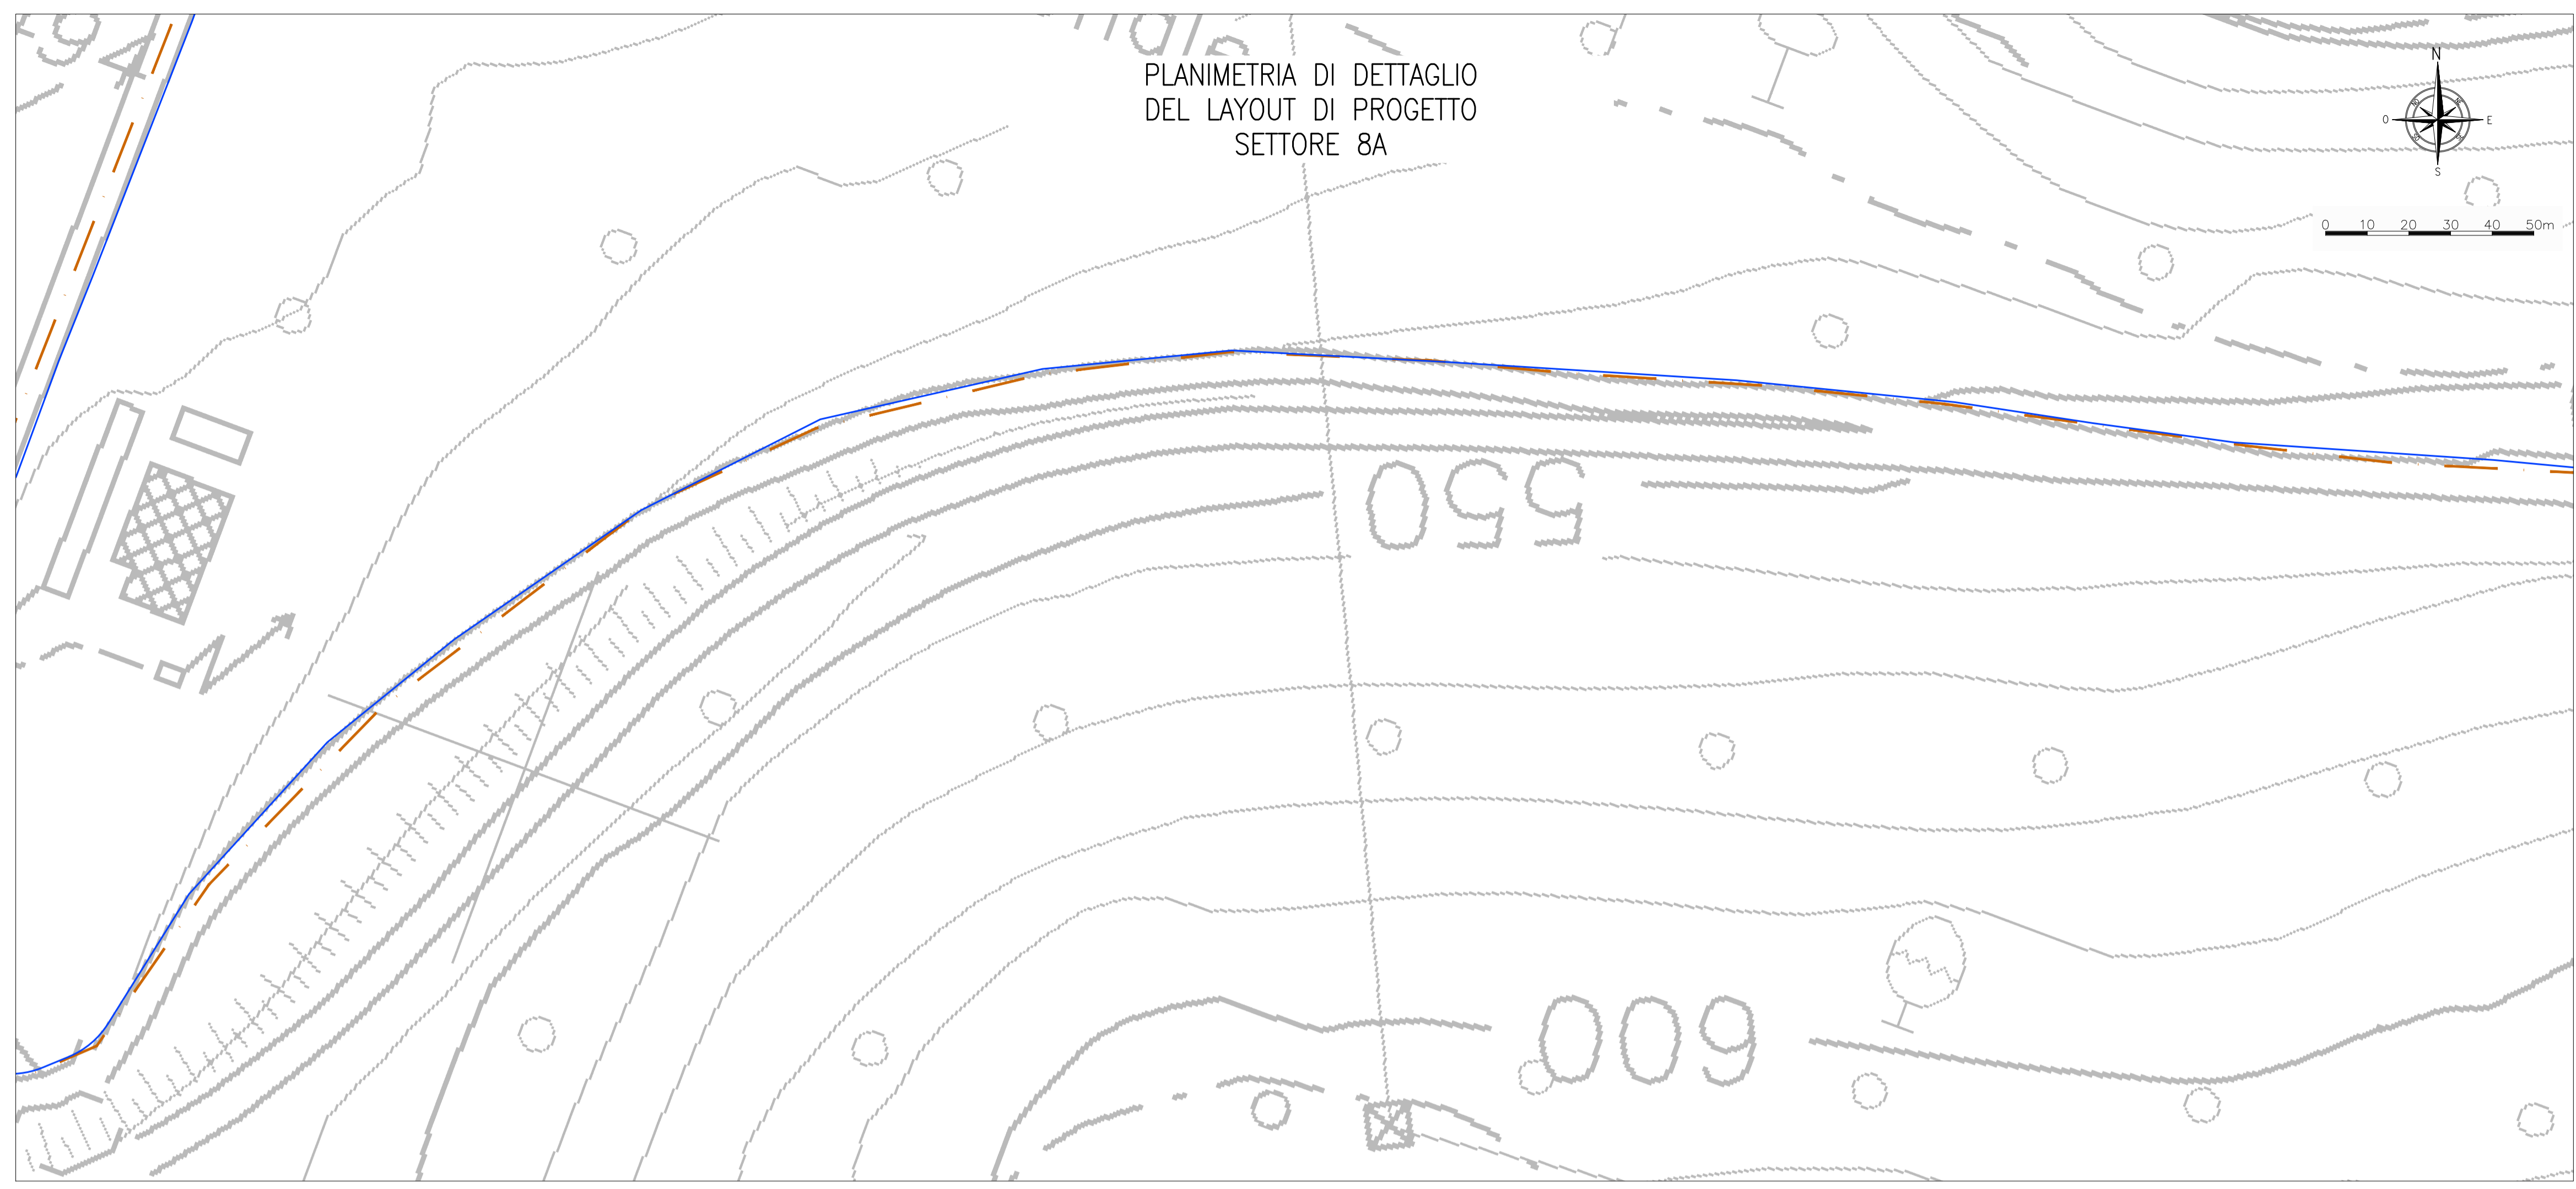 PLANIMETRIA DI DETTAGLIO
DEL LAYOUT DI PROGETTO
SETTORE 8A
N
O
E
S
0 10 20 30 40 50m
550
600